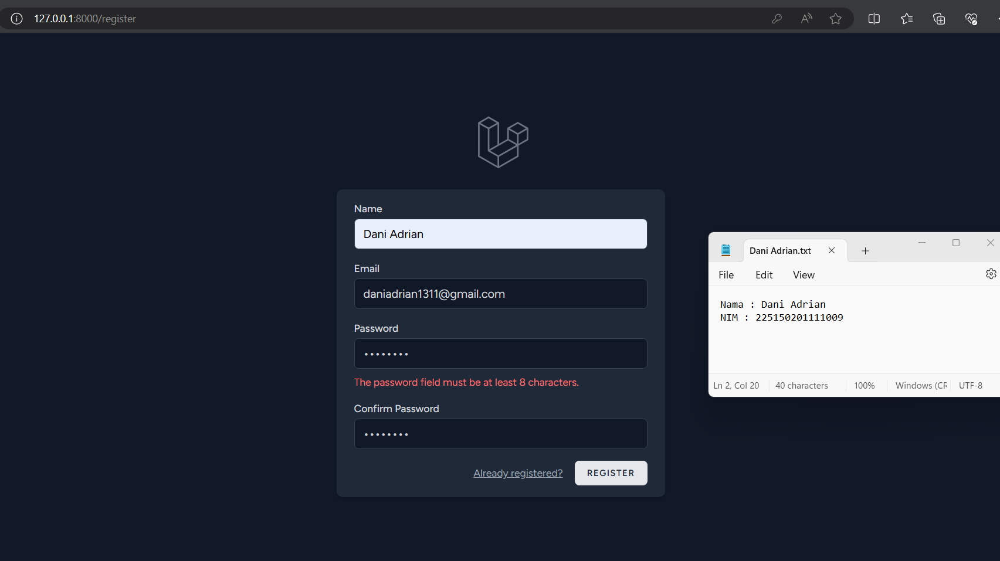 127.0.0.1:8000/register
Name
Dani Adrian
Email
daniadrian1311@gmail.com
Password
••••••••
The password field must be at least 8 characters.
Confirm Password
••••••••
Already registered?
REGISTER
Dani Adrian.txt
File Edit View
Nama : Dani Adrian
NIM : 225150201111009
Ln 2, Col 20 40 characters 100% Windows (CR UTF-8